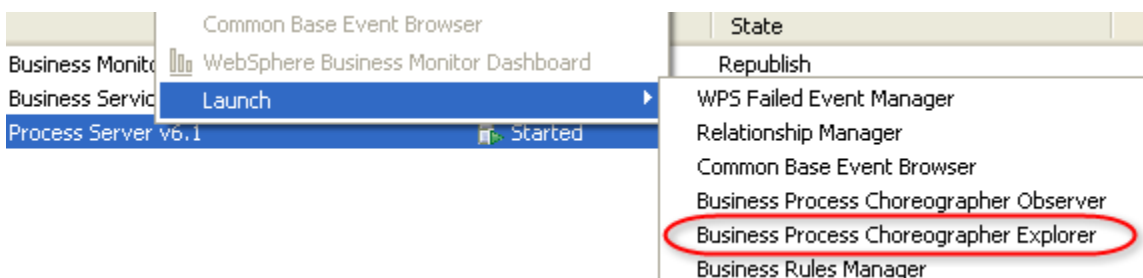 Common Base Event Browser
State
Business Monito
WebSphere Business Monitor Dashboard
Republish
Business Servic
Launch
WPS Failed Event Manager
Process Server v6.1
Started
Relationship Manager
Common Base Event Browser
Business Process Choreographer Observer
Business Process Choreographer Explorer
Business Rules Manager